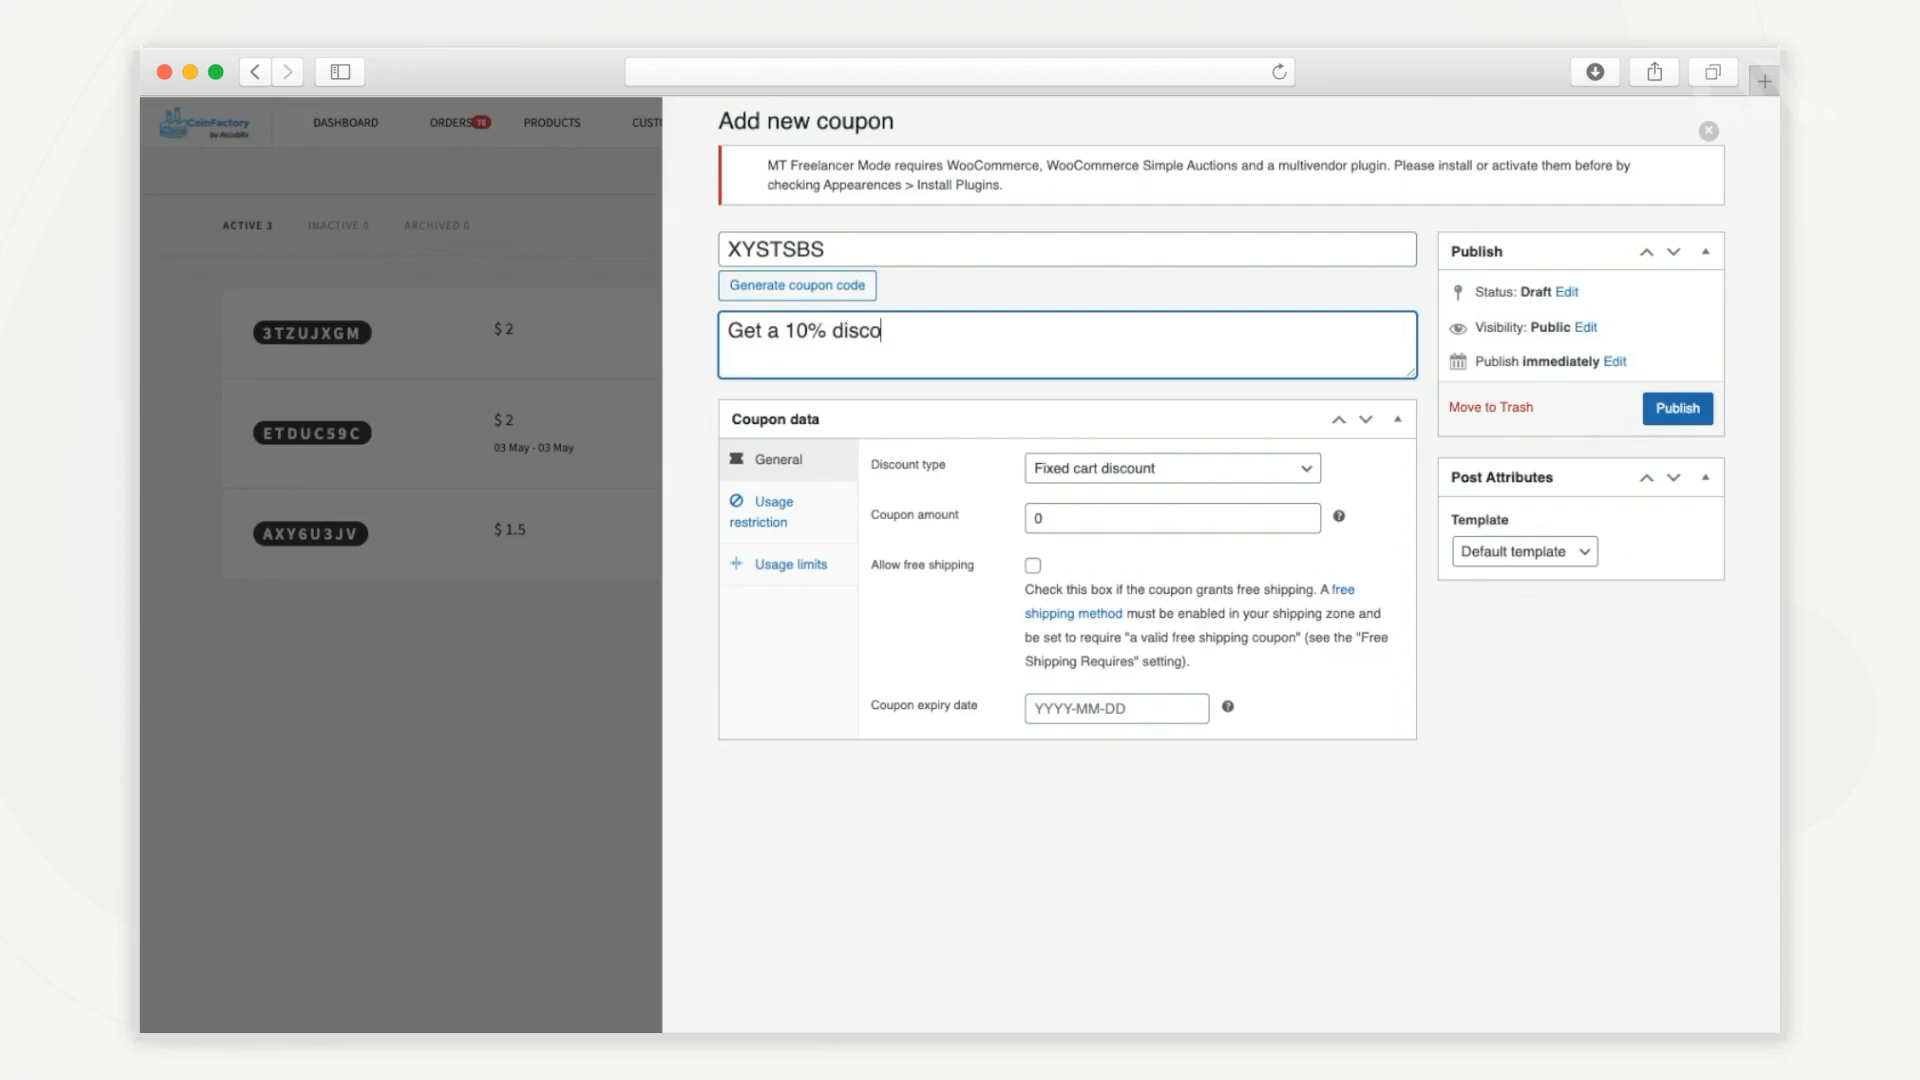 CoinFactory
by Accubits
DASHBOARD
ORDERS 76
PRODUCTS
CUSTO
ACTIVE 3
INACTIVE 0
ARCHIVED 0
3TZUJXGM
$ 2
ETDUC59C
$ 2
03 May - 03 May
AXY6U3JV
$ 1.5
Add new coupon
MT Freelancer Mode requires WooCommerce, WooCommerce Simple Auctions and a multivendor plugin. Please install or activate them before by
checking Appearences > Install Plugins.
XYSTSBS
Generate coupon code
Get a 10% disco
Coupon data
General
Usage
restriction
Usage limits
Discount type
Fixed cart discount
Coupon amount
0
Allow free shipping
Check this box if the coupon grants free shipping. A free
shipping method must be enabled in your shipping zone and
be set to require "a valid free shipping coupon" (see the "Free
Shipping Requires" setting).
Coupon expiry date
YYYY-MM-DD
Publish
Status: Draft Edit
Visibility: Public Edit
Publish immediately Edit
Move to Trash
Publish
Post Attributes
Template
Default template